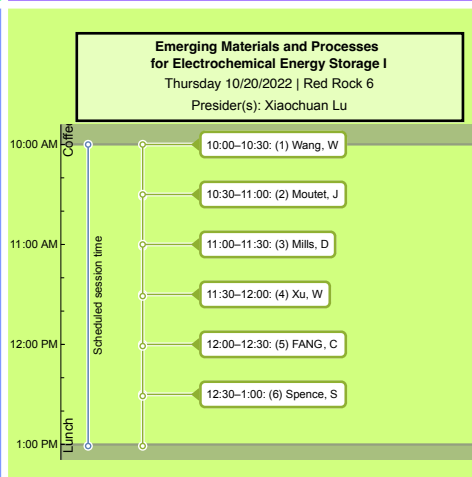 Emerging Materials and Processes
for Electrochemical Energy Storage I
Thursday 10/20/2022 | Red Rock 6
Presider(s): Xiaochuan Lu
Coffee
10:00 AM
10:00–10:30: (1) Wang, W
10:30–11:00: (2) Moutet, J
11:00 AM
11:00–11:30: (3) Mills, D
Scheduled session time
11:30–12:00: (4) Xu, W
12:00 PM
12:00–12:30: (5) FANG, C
12:30–1:00: (6) Spence, S
Lunch
1:00 PM